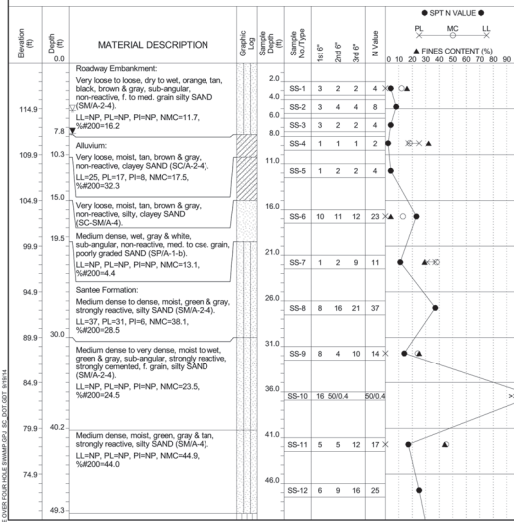 ● SPT N VALUE ●
PL MC LL
× ○ ×
▲ FINES CONTENT (%)
0 10 20 30 40 50 60 70 80 90
Elevation (ft)
Depth (ft)
MATERIAL DESCRIPTION
Graphic Log
Sample Depth (ft)
Sample No./Type
1st 6"
2nd 6"
3rd 6"
N Value
0.0
Roadway Embankment:
Very loose to loose, dry to wet, orange, tan,
black, brown & gray, sub-angular,
non-reactive, f. to med. grain silty SAND
(SM/A-2-4).
LL=NP, PL=NP, PI=NP, NMC=11.7,
%#200=16.2
7.8
Alluvium:
10.3
Very loose, moist, tan, brown & gray,
non-reactive, clayey SAND (SC/A-2-4).
LL=25, PL=17, PI=8, NMC=17.5,
%#200=32.3
15.0
Very loose, moist, tan, brown & gray,
non-reactive, silty, clayey SAND
(SC-SM/A-4).
19.5
Medium dense, wet, gray & white,
sub-angular, non-reactive, med. to cse. grain,
poorly graded SAND (SP/A-1-b).
LL=NP, PL=NP, PI=NP, NMC=13.1,
%#200=4.4
Santee Formation:
Medium dense to dense, moist, green & gray,
strongly reactive, silty SAND (SM/A-2-4).
LL=37, PL=31, PI=6, NMC=38.1,
%#200=28.5
30.0
Medium dense to very dense, moist to wet,
green & gray, sub-angular, strongly reactive,
strongly cemented, f. grain, silty SAND
(SM/A-2-4).
LL=NP, PL=NP, PI=NP, NMC=23.5,
%#200=24.5
40.2
Medium dense, moist, green, gray & tan,
strongly reactive, silty SAND (SM/A-4).
LL=NP, PL=NP, PI=NP, NMC=44.9,
%#200=44.0
49.3
114.9
109.9
104.9
99.9
94.9
89.9
84.9
79.9
74.9
2.0
SS-1 3 2 2 4
4.0
SS-2 3 4 4 8
6.0
SS-3 3 2 2 4
8.0
SS-4 1 1 1 2
11.0
SS-5 1 2 2 4
16.0
SS-6 10 11 12 23
21.0
SS-7 1 2 9 11
26.0
SS-8 8 16 21 37
31.0
SS-9 8 4 10 14
36.0
SS-10 16 50/0.4 50/0.4
41.0
SS-11 5 5 12 17
46.0
SS-12 6 9 16 25
OVER FOUR HOLE SWAMP.GPJ SC_DOT.GDT 9/19/14